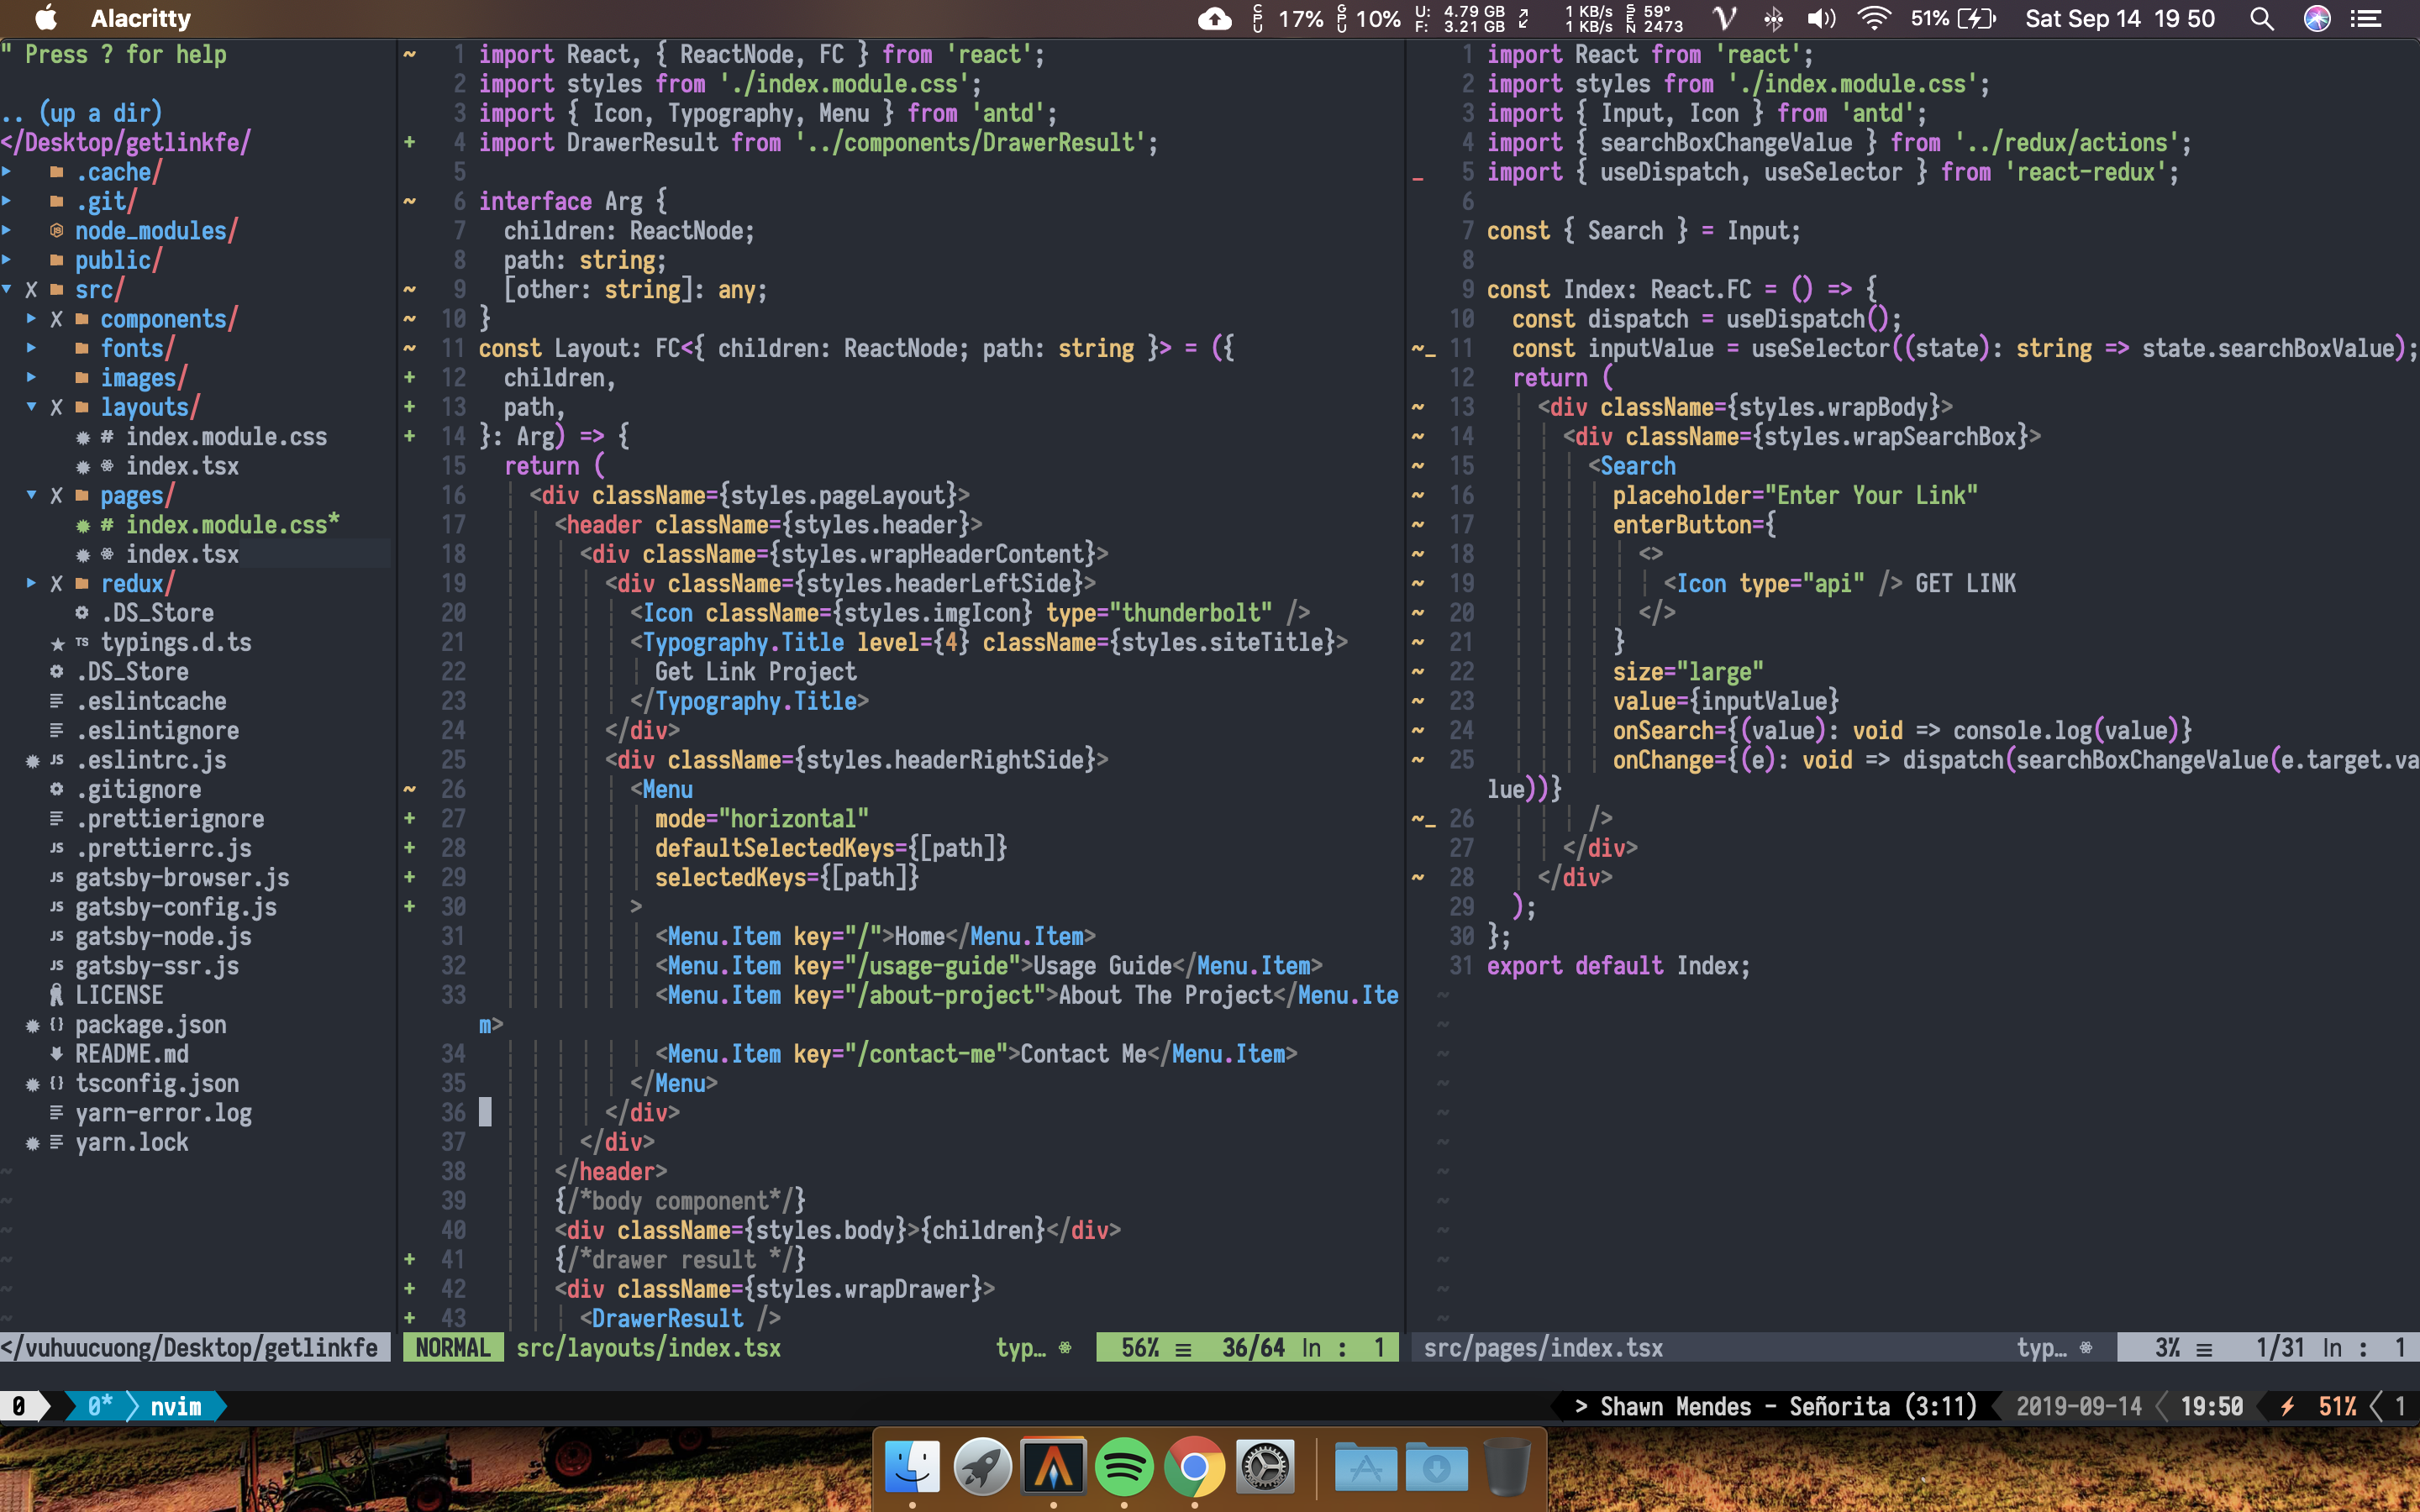 Alacritty
CPU 17% GPU 10% U: 4.79 GB F: 3.21 GB 1 KB/s 1 KB/s SEN 59° 2473 51% Sat Sep 14 19 50
" Press ? for help
.. (up a dir)
</Desktop/getlinkfe/
▸ .cache/
▸ .git/
▸ node_modules/
▸ public/
▾ X src/
▸ X components/
▸ fonts/
▸ images/
▾ X layouts/
✹ # index.module.css
✹ index.tsx
▾ X pages/
✹ # index.module.css*
✹ index.tsx
▸ X redux/
.DS_Store
★ TS typings.d.ts
.DS_Store
.eslintcache
.eslintignore
✹ JS .eslintrc.js
.gitignore
.prettierignore
JS .prettierrc.js
JS gatsby-browser.js
JS gatsby-config.js
JS gatsby-node.js
JS gatsby-ssr.js
LICENSE
✹ {} package.json
README.md
✹ {} tsconfig.json
yarn-error.log
✹ yarn.lock
</vuhuucuong/Desktop/getlinkfe
~ 1 import React, { ReactNode, FC } from 'react';
2 import styles from './index.module.css';
3 import { Icon, Typography, Menu } from 'antd';
+ 4 import DrawerResult from '../components/DrawerResult';
5
~ 6 interface Arg {
7 children: ReactNode;
8 path: string;
~ 9 [other: string]: any;
~ 10 }
~ 11 const Layout: FC<{ children: ReactNode; path: string }> = ({
+ 12 children,
+ 13 path,
+ 14 }: Arg) => {
15 return (
16 <div className={styles.pageLayout}>
17 <header className={styles.header}>
18 <div className={styles.wrapHeaderContent}>
19 <div className={styles.headerLeftSide}>
20 <Icon className={styles.imgIcon} type="thunderbolt" />
21 <Typography.Title level={4} className={styles.siteTitle}>
22 Get Link Project
23 </Typography.Title>
24 </div>
25 <div className={styles.headerRightSide}>
~ 26 <Menu
+ 27 mode="horizontal"
+ 28 defaultSelectedKeys={[path]}
+ 29 selectedKeys={[path]}
+ 30 >
31 <Menu.Item key="/">Home</Menu.Item>
32 <Menu.Item key="/usage-guide">Usage Guide</Menu.Item>
33 <Menu.Item key="/about-project">About The Project</Menu.Ite
m>
34 <Menu.Item key="/contact-me">Contact Me</Menu.Item>
35 </Menu>
36 </div>
37 </div>
38 </header>
39 {/*body component*/}
40 <div className={styles.body}>{children}</div>
+ 41 {/*drawer result */}
+ 42 <div className={styles.wrapDrawer}>
+ 43 <DrawerResult />
NORMAL src/layouts/index.tsx typ… 56% ≡ 36/64 ln : 1
1 import React from 'react';
2 import styles from './index.module.css';
3 import { Input, Icon } from 'antd';
4 import { searchBoxChangeValue } from '../redux/actions';
_ 5 import { useDispatch, useSelector } from 'react-redux';
6
7 const { Search } = Input;
8
9 const Index: React.FC = () => {
10 const dispatch = useDispatch();
~_ 11 const inputValue = useSelector((state): string => state.searchBoxValue);
12 return (
~ 13 <div className={styles.wrapBody}>
~ 14 <div className={styles.wrapSearchBox}>
~ 15 <Search
~ 16 placeholder="Enter Your Link"
~ 17 enterButton={
~ 18 <>
~ 19 <Icon type="api" /> GET LINK
~ 20 </>
~ 21 }
~ 22 size="large"
~ 23 value={inputValue}
~ 24 onSearch={(value): void => console.log(value)}
~ 25 onChange={(e): void => dispatch(searchBoxChangeValue(e.target.va
lue))}
~_ 26 />
27 </div>
~ 28 </div>
29 );
30 };
31 export default Index;
src/pages/index.tsx typ… 3% ≡ 1/31 ln : 1
0 0* nvim > Shawn Mendes - Señorita (3:11) 2019-09-14 19:50 ⚡ 51% 1